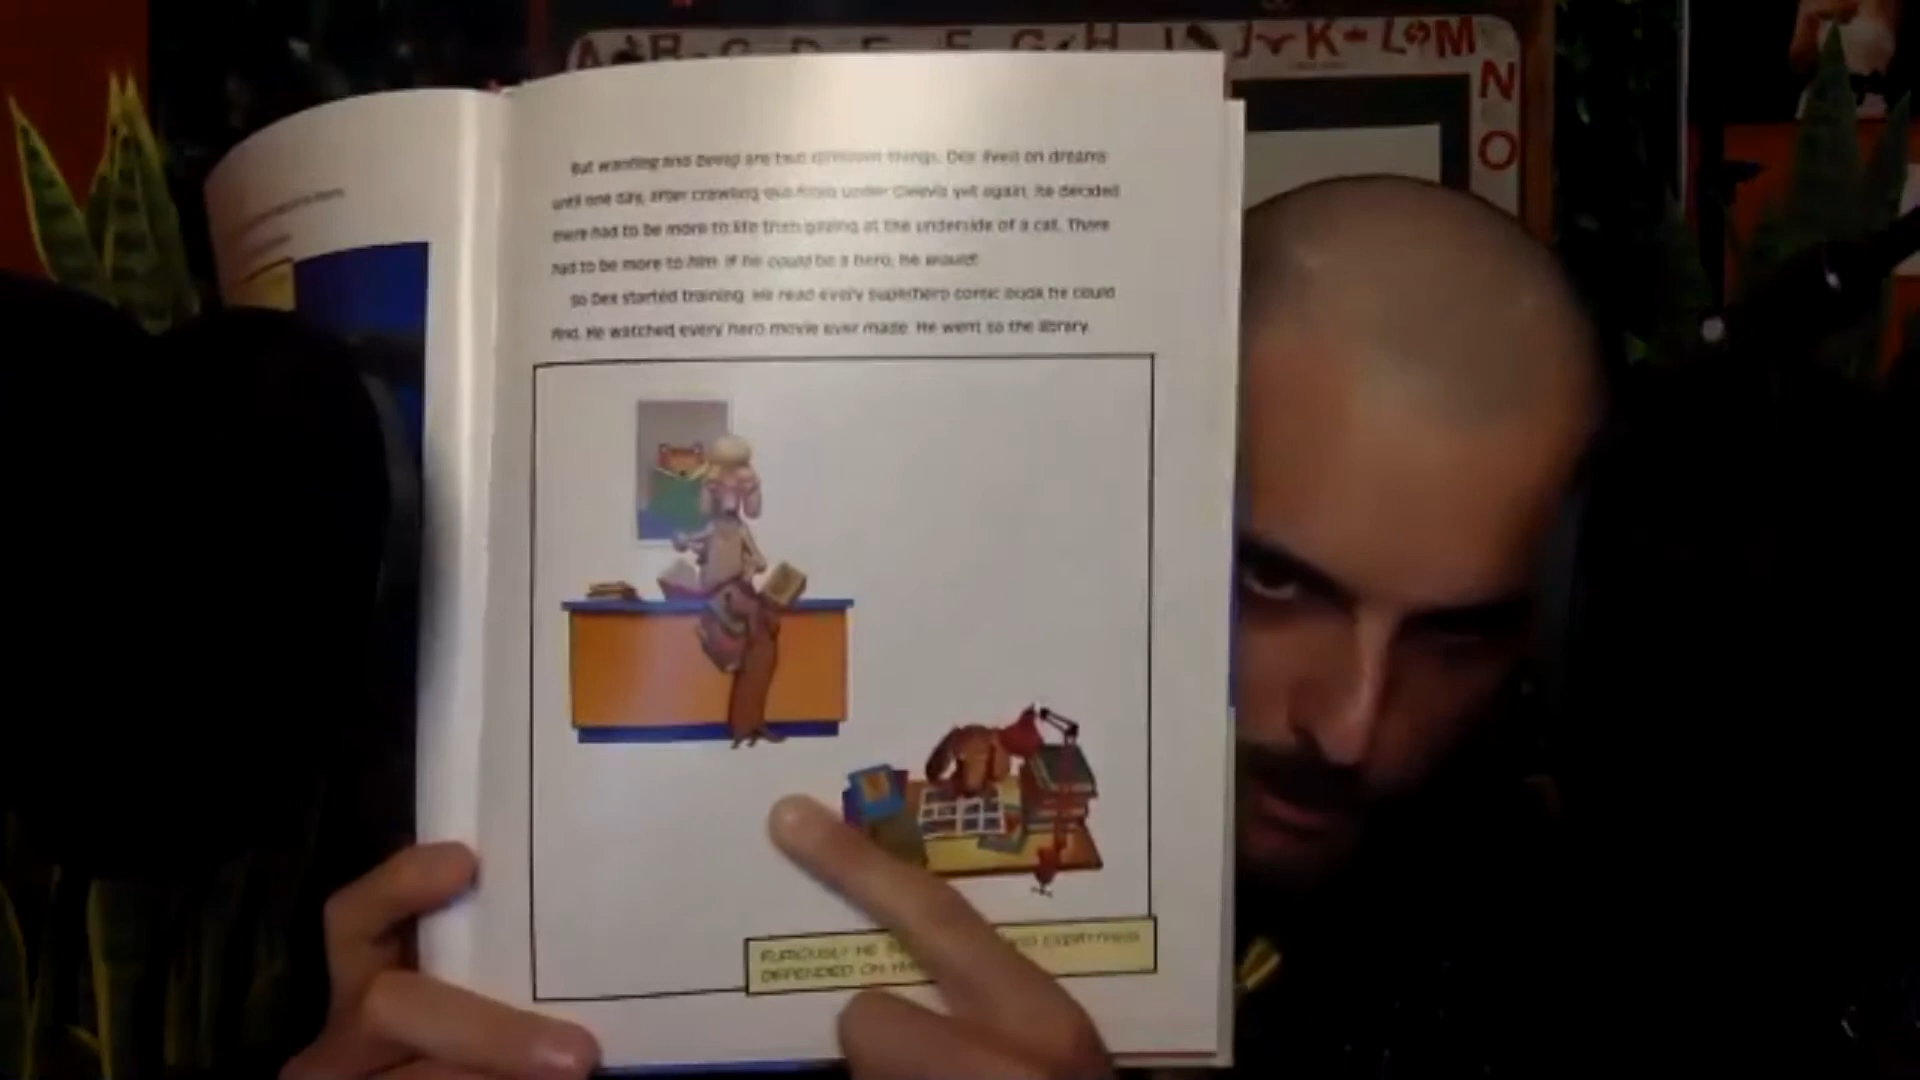 A B C D E F G H I J K L M
N
O
But wanting and being are two different things. Dex lived on dreams
until one day, after crawling out from under Cleevis yet again, he decided
there had to be more to life than gazing at the underside of a cat. There
had to be more to him. If he could be a hero, he would!
So Dex started training. He read every superhero comic book he could
find. He watched every hero movie ever made. He went to the library.
FURIOUSLY HE EVERYTHING
DEPENDED ON